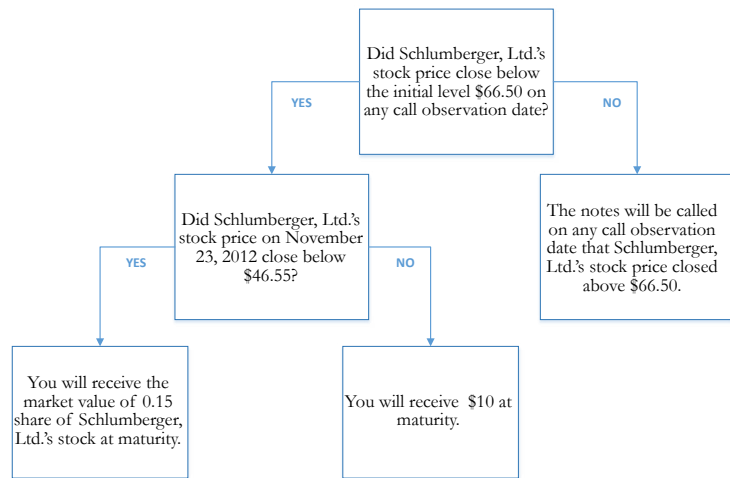 Did Schlumberger, Ltd.'s
stock price close below
the initial level $66.50 on
any call observation date?
YES
NO
Did Schlumberger, Ltd.'s
stock price on November
23, 2012 close below
$46.55?
The notes will be called
on any call observation
date that Schlumberger,
Ltd.'s stock price closed
above $66.50.
YES
NO
You will receive the
market value of 0.15
share of Schlumberger,
Ltd.'s stock at maturity.
You will receive $10 at
maturity.